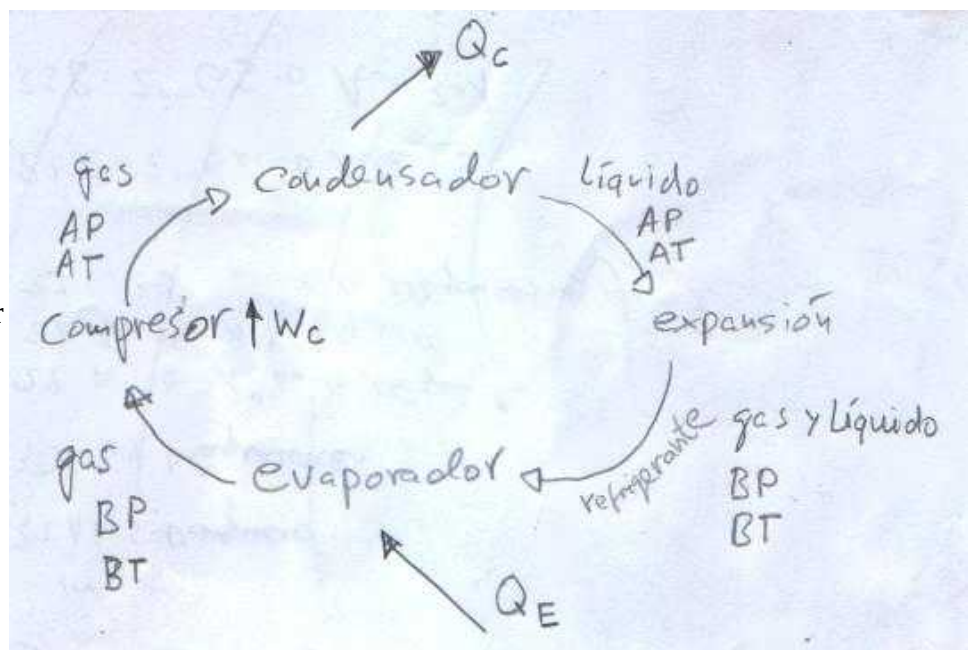 Qc
gas
AP
AT
Condensador
líquido
AP
AT
Compresor ↑ Wc
expansión
refrigerante
gas y líquido
BP
BT
evaporador
gas
BP
BT
QE